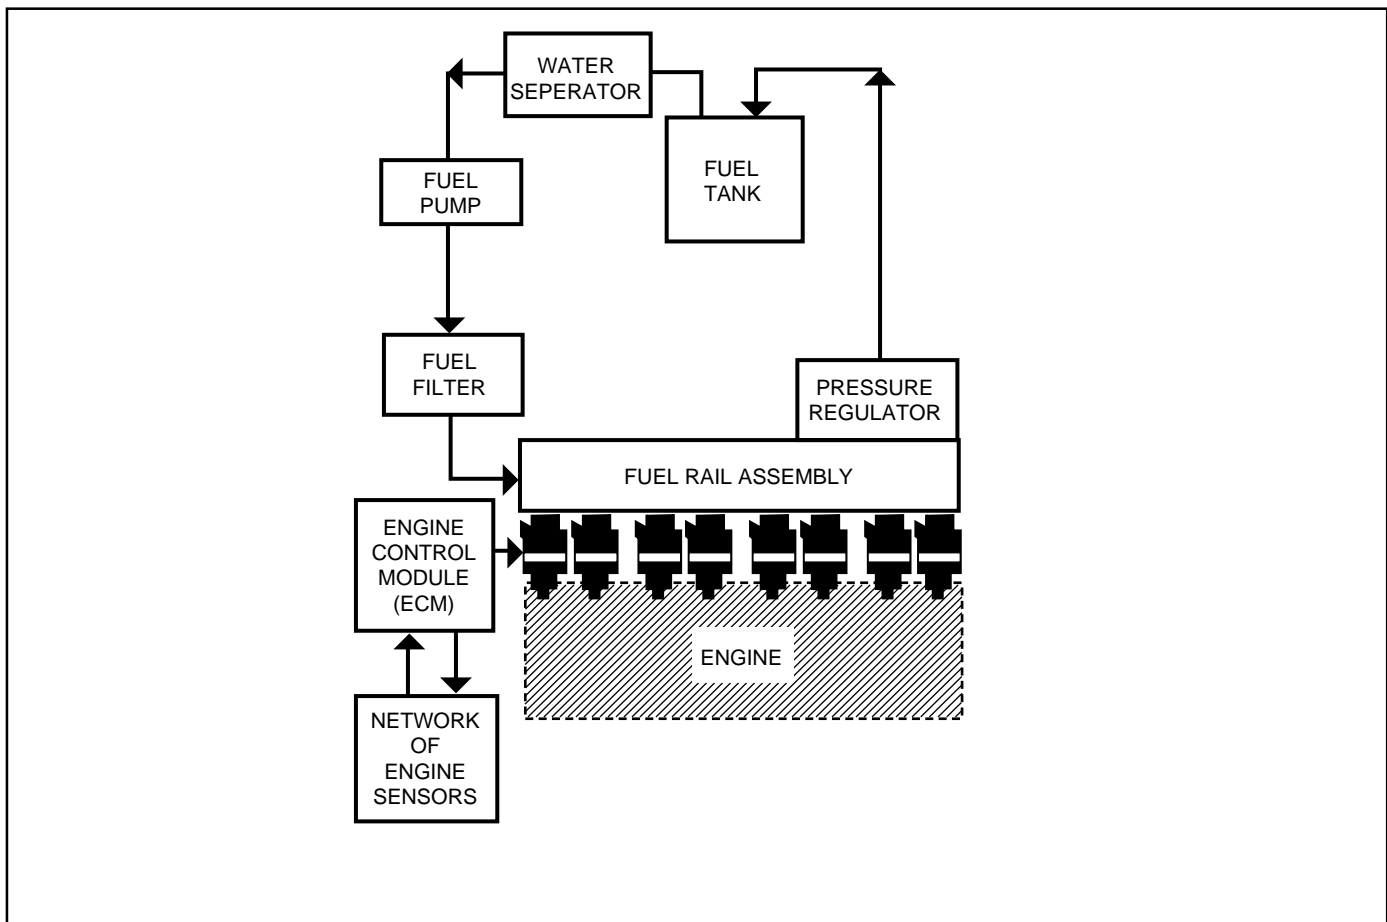 WATER
SEPERATOR
FUEL
TANK
FUEL
PUMP
FUEL
FILTER
PRESSURE
REGULATOR
FUEL RAIL ASSEMBLY
ENGINE
CONTROL
MODULE
(ECM)
ENGINE
NETWORK
OF
ENGINE
SENSORS